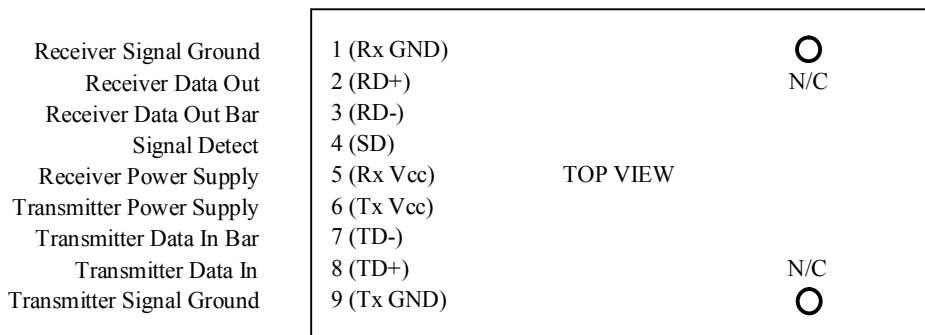 Receiver Signal Ground 1 (Rx GND)
Receiver Data Out 2 (RD+) N/C
Receiver Data Out Bar 3 (RD-)
Signal Detect 4 (SD)
Receiver Power Supply 5 (Rx Vcc) TOP VIEW
Transmitter Power Supply 6 (Tx Vcc)
Transmitter Data In Bar 7 (TD-)
Transmitter Data In 8 (TD+) N/C
Transmitter Signal Ground 9 (Tx GND)